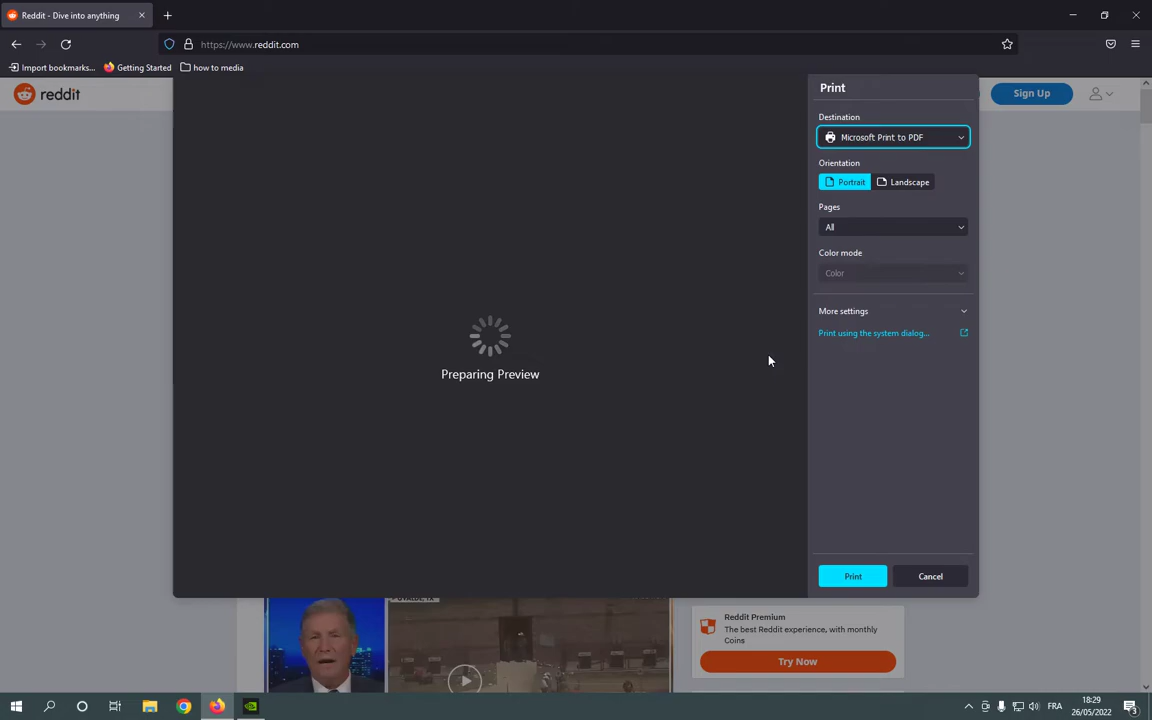 Reddit - Dive into anything
https://www.reddit.com
Import bookmarks...
Getting Started
how to media
reddit
Sign Up
Print
Destination
Microsoft Print to PDF
Orientation
Portrait
Landscape
Pages
All
Color mode
Color
More settings
Print using the system dialog...
Preparing Preview
Print
Cancel
Reddit Premium
The best Reddit experience, with monthly
Coins
Try Now
18:29
FRA
26/05/2022
3